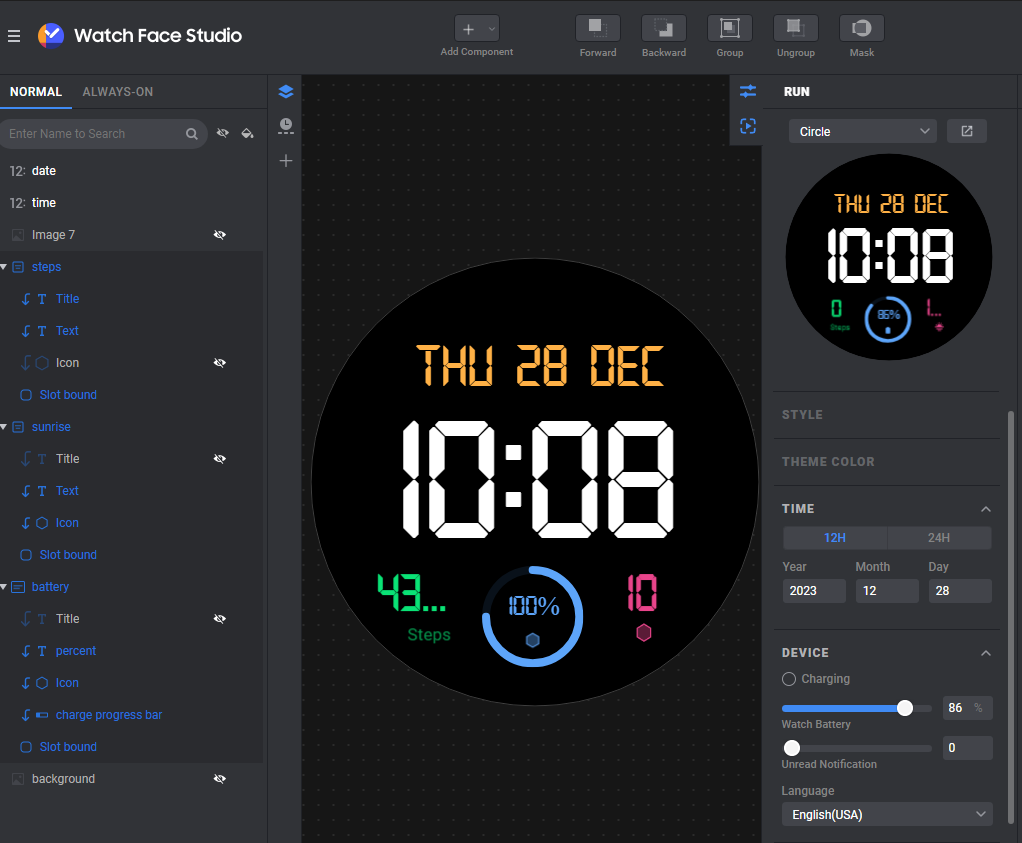 Watch Face Studio
Add Component
Forward
Backward
Group
Ungroup
Mask
NORMAL
ALWAYS-ON
Enter Name to Search
12: date
12: time
Image 7
steps
T Title
T Text
Icon
Slot bound
sunrise
T Title
T Text
Icon
Slot bound
battery
T Title
T percent
Icon
charge progress bar
Slot bound
background
THU 28 DEC
10:08
43...
Steps
100%
10
RUN
Circle
THU 28 DEC
10:08
0
Steps
86%
1...
STYLE
THEME COLOR
TIME
12H
24H
Year Month Day
2023 12 28
DEVICE
Charging
86 %
Watch Battery
0
Unread Notification
Language
English(USA)